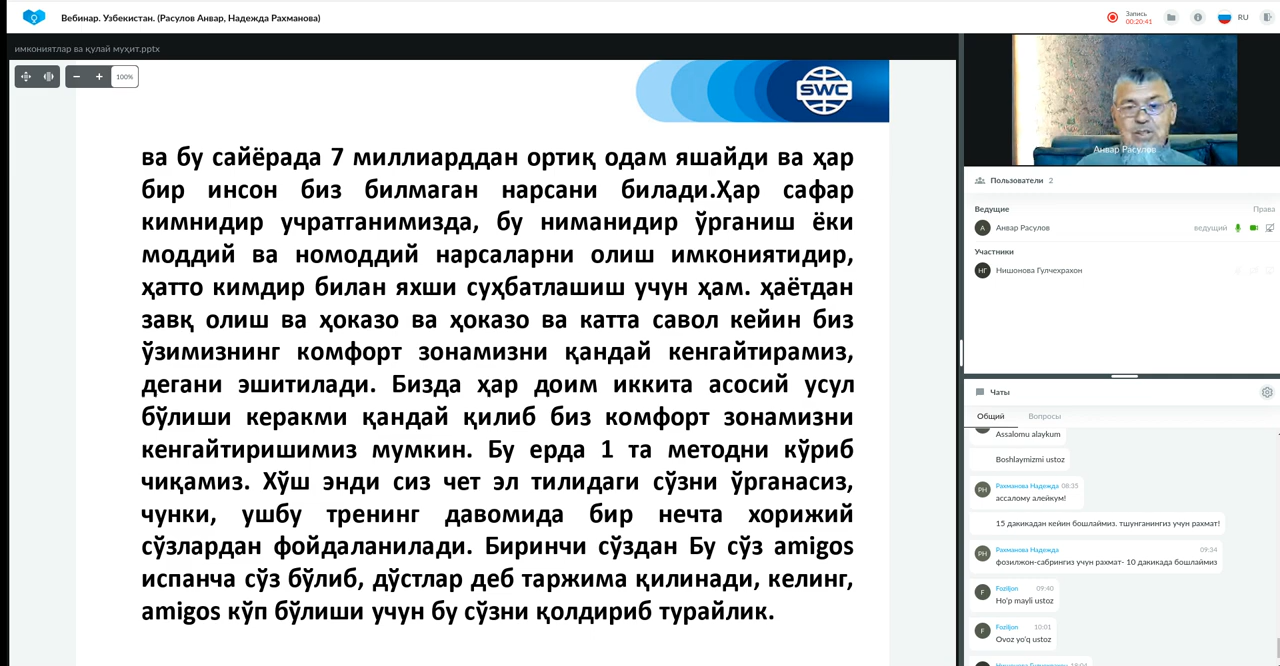 Вебинар. Узбекистан. (Расулов Анвар, Надежда Рахманова)
Запись
00:20:41
RU
имкониятлар ва қулай муҳит.pptx
100%
SWC
ва бу сайёрада 7 миллиарддан ортиқ одам яшайди ва ҳар
бир инсон биз билмаган нарсани билади.Ҳар сафар
кимнидир учратганимизда, бу ниманидир ўрганиш ёки
моддий ва номоддий нарсаларни олиш имкониятидир,
ҳатто кимдир билан яхши суҳбатлашиш учун ҳам. ҳаётдан
завқ олиш ва ҳоказо ва ҳоказо ва катта савол кейин биз
ўзимизнинг комфорт зонамизни қандай кенгайтирамиз,
дегани эшитилади. Бизда ҳар доим иккита асосий усул
бўлиши керакми қандай қилиб биз комфорт зонамизни
кенгайтиришимиз мумкин. Бу ерда 1 та методни кўриб
чиқамиз. Хўш энди сиз чет эл тилидаги сўзни ўрганасиз,
чунки, ушбу тренинг давомида бир нечта хорижий
сўзлардан фойдаланилади. Биринчи сўздан Бу сўз amigos
испанча сўз бўлиб, дўстлар деб таржима қилинади, келинг,
amigos кўп бўлиши учун бу сўзни қолдириб турайлик.
Анвар Расулов
Пользователи 2
Ведущие Права
А Анвар Расулов ведущий
Участники
НГ Нишонова Гулчехрахон
Чаты
Общий Вопросы
Assalomu alaykum
Boshlaymizmi ustoz
РН Рахманова Надежда 08:35
ассалому алейкум!
15 дакикадан кейин бошлаймиз. тшунганингиз учун рахмат!
РН Рахманова Надежда 09:34
фозилжон-сабрингиз учун рахмат- 10 дакикада бошлаймиз
F Foziljon 09:40
Ho'p mayli ustoz
F Foziljon 10:01
Ovoz yo'q ustoz